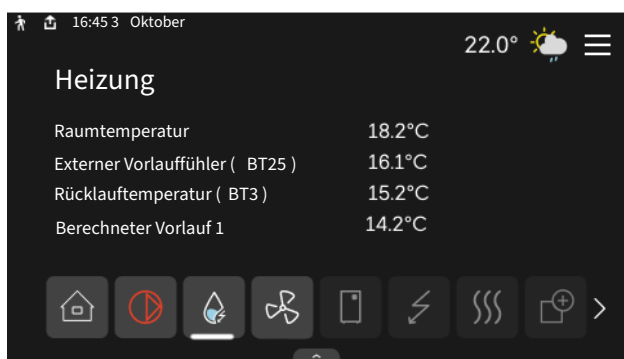 16:45 3 Oktober
22.0°
Heizung
Raumtemperatur 18.2°C
Externer Vorlauffühler ( BT25 ) 16.1°C
Rücklauftemperatur ( BT3 ) 15.2°C
Berechneter Vorlauf 1 14.2°C